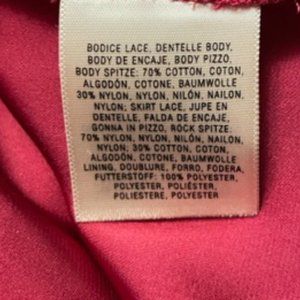 BODICE LACE, DENTELLE BODY,
BODY DE ENCAJE, BODY PIZZO.
BODY SPITZE: 70% COTTON, COTON,
ALGODÓN, COTONE, BAUMWOLLE
30% NYLON, NYLON, NILÓN, NAILON,
NYLON; SKIRT LACE, JUPE EN
DENTELLE, FALDA DE ENCAJE,
GONNA IN PIZZO, ROCK SPITZE:
70% NYLON, NYLON, NILÓN, NAILON,
NYLON; 30% COTTON, COTON,
ALGODÓN, COTONE, BAUMWOLLE
LINING, DOUBLURE, FORRO, FODERA,
FUTTERSTOFF: 100% POLYESTER,
POLYESTER, POLIÉSTER,
POLIESTERE, POLYESTER